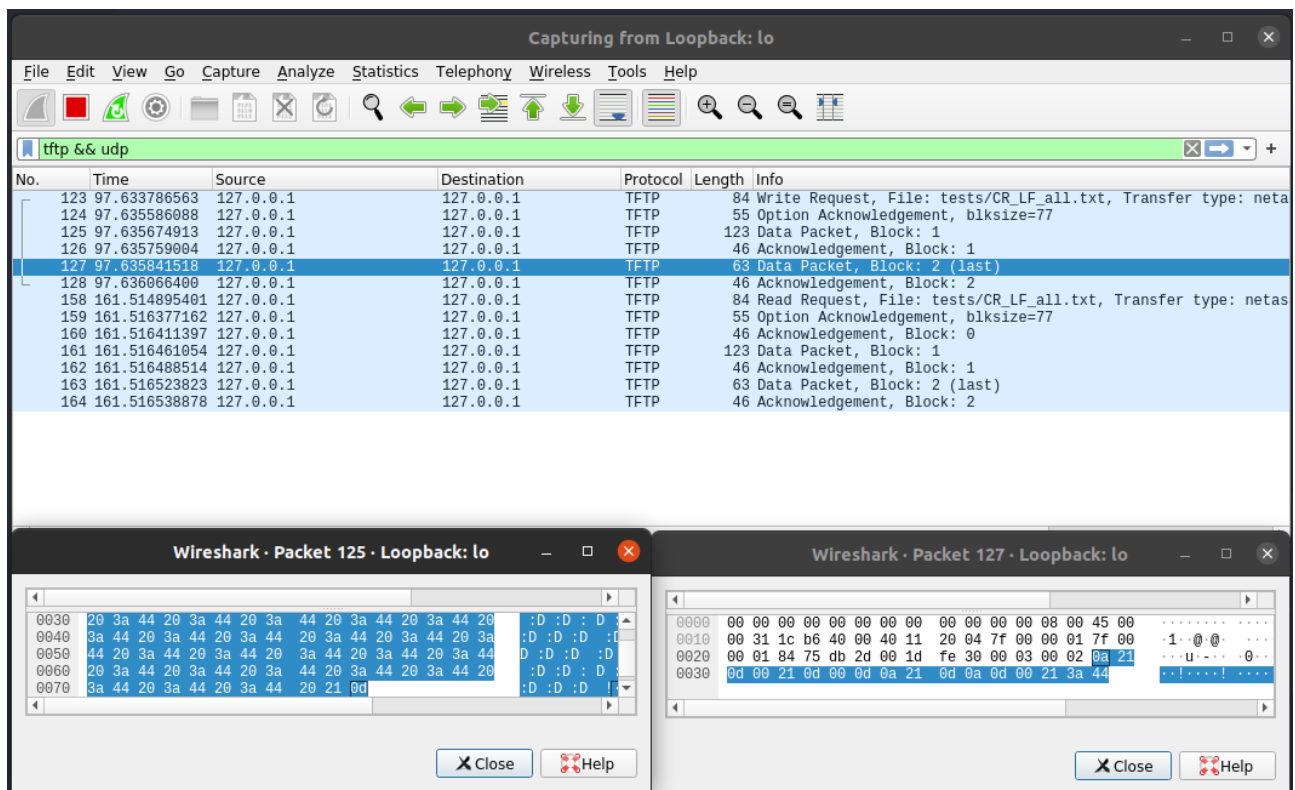 Capturing from Loopback: lo
File Edit View Go Capture Analyze Statistics Telephony Wireless Tools Help
tftp && udp
No. Time Source Destination Protocol Length Info
123 97.633786563 127.0.0.1 127.0.0.1 TFTP 84 Write Request, File: tests/CR_LF_all.txt, Transfer type: neta
124 97.635586088 127.0.0.1 127.0.0.1 TFTP 55 Option Acknowledgement, blksize=77
125 97.635674913 127.0.0.1 127.0.0.1 TFTP 123 Data Packet, Block: 1
126 97.635759004 127.0.0.1 127.0.0.1 TFTP 46 Acknowledgement, Block: 1
127 97.635841518 127.0.0.1 127.0.0.1 TFTP 63 Data Packet, Block: 2 (last)
128 97.636066400 127.0.0.1 127.0.0.1 TFTP 46 Acknowledgement, Block: 2
158 161.514895401 127.0.0.1 127.0.0.1 TFTP 84 Read Request, File: tests/CR_LF_all.txt, Transfer type: netas
159 161.516377162 127.0.0.1 127.0.0.1 TFTP 55 Option Acknowledgement, blksize=77
160 161.516411397 127.0.0.1 127.0.0.1 TFTP 46 Acknowledgement, Block: 0
161 161.516461054 127.0.0.1 127.0.0.1 TFTP 123 Data Packet, Block: 1
162 161.516488514 127.0.0.1 127.0.0.1 TFTP 46 Acknowledgement, Block: 1
163 161.516523823 127.0.0.1 127.0.0.1 TFTP 63 Data Packet, Block: 2 (last)
164 161.516538878 127.0.0.1 127.0.0.1 TFTP 46 Acknowledgement, Block: 2
Wireshark · Packet 125 · Loopback: lo
0030 20 3a 44 20 3a 44 20 3a 44 20 3a 44 20 3a 44 20 :D :D : D :
0040 3a 44 20 3a 44 20 3a 44 20 3a 44 20 3a 44 20 3a :D :D :D :D
0050 44 20 3a 44 20 3a 44 20 3a 44 20 3a 44 20 3a 44 D :D :D :D
0060 20 3a 44 20 3a 44 20 3a 44 20 3a 44 20 3a 44 20 :D :D : D :
0070 3a 44 20 3a 44 20 3a 44 20 21 0d :D :D :D !·
Close
Help
Wireshark · Packet 127 · Loopback: lo
0000 00 00 00 00 00 00 00 00 00 00 00 00 08 00 45 00 ········ ····
0010 00 31 1c b6 40 00 40 11 20 04 7f 00 00 01 7f 00 ·1··@·@· ···
0020 00 01 84 75 db 2d 00 1d fe 30 00 03 00 02 0a 21 ···u·-·· ·0··
0030 0d 00 21 0d 00 0d 0a 21 0d 0a 0d 00 21 3a 44 ··!····! ····
Close
Help